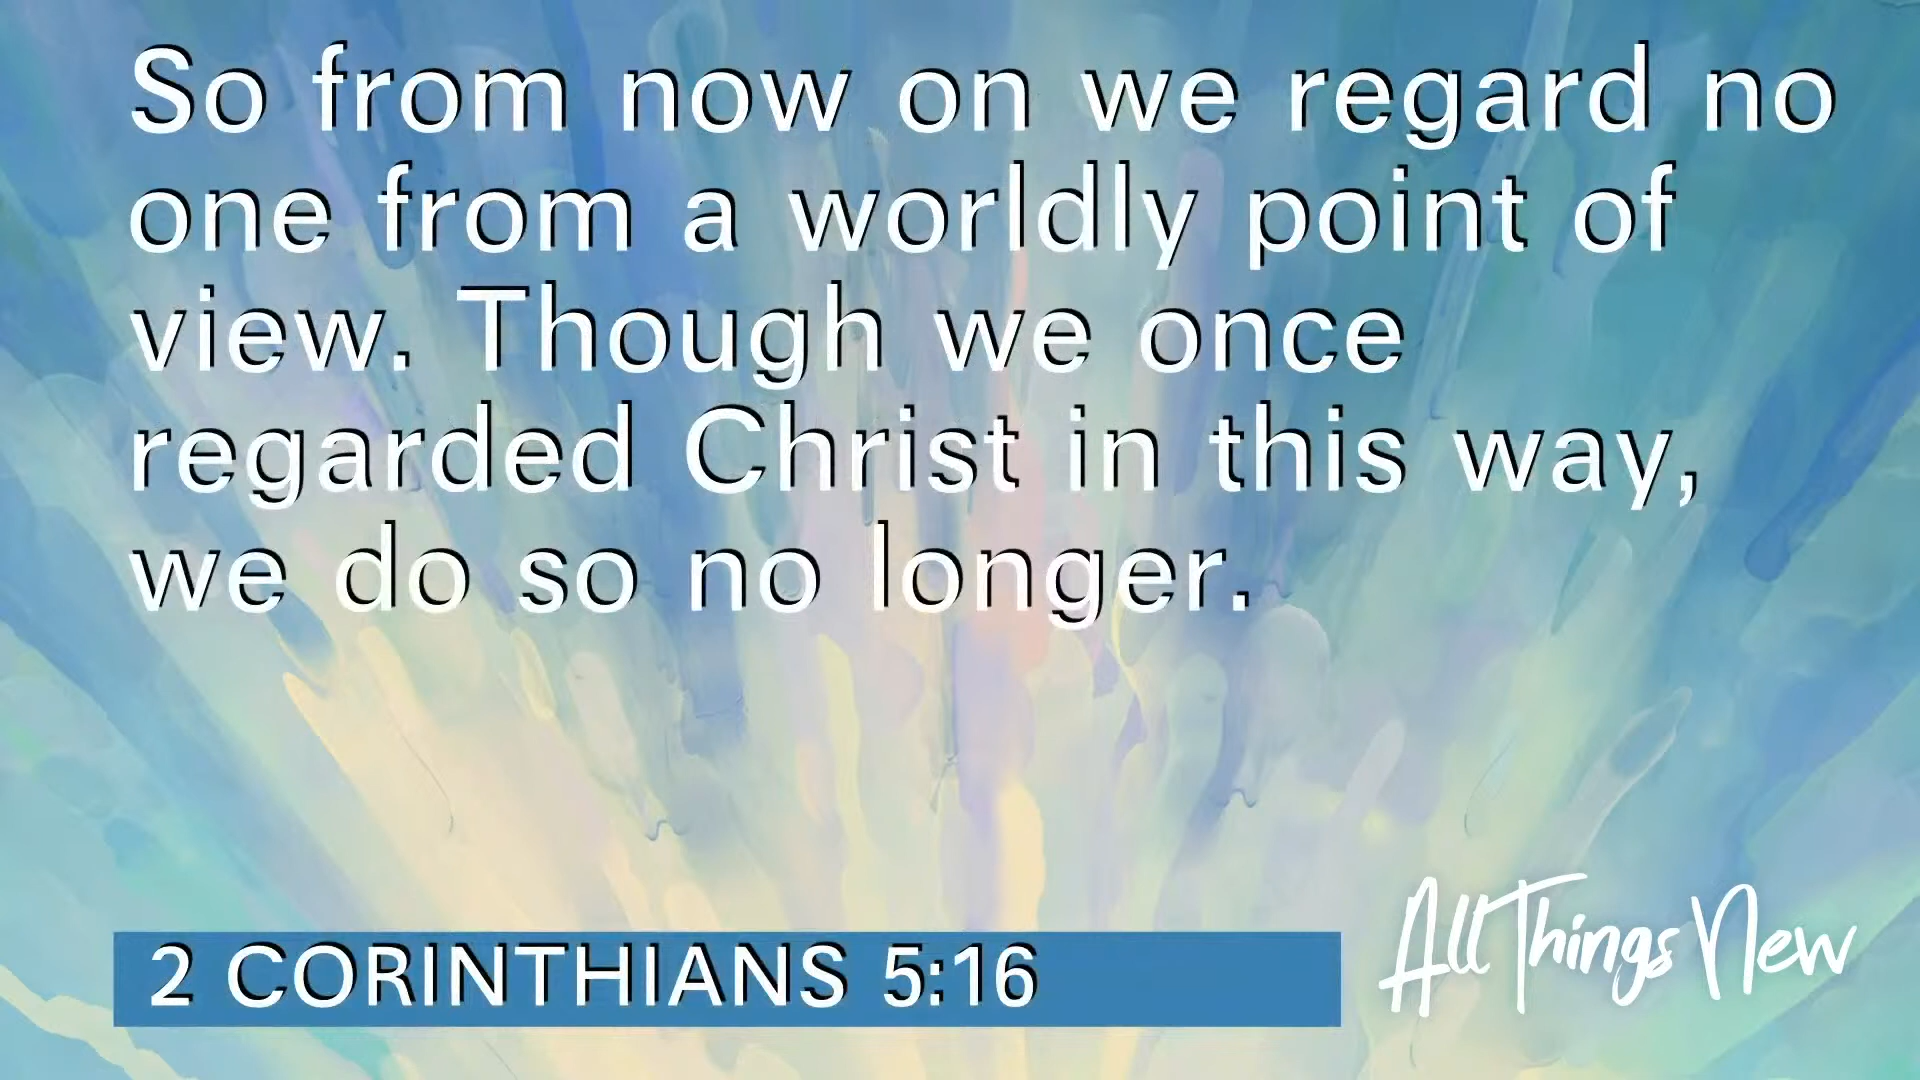 So from now on we regard no
one from a worldly point of
view. Though we once
regarded Christ in this way,
we do so no longer.
2 CORINTHIANS 5:16
All Things New